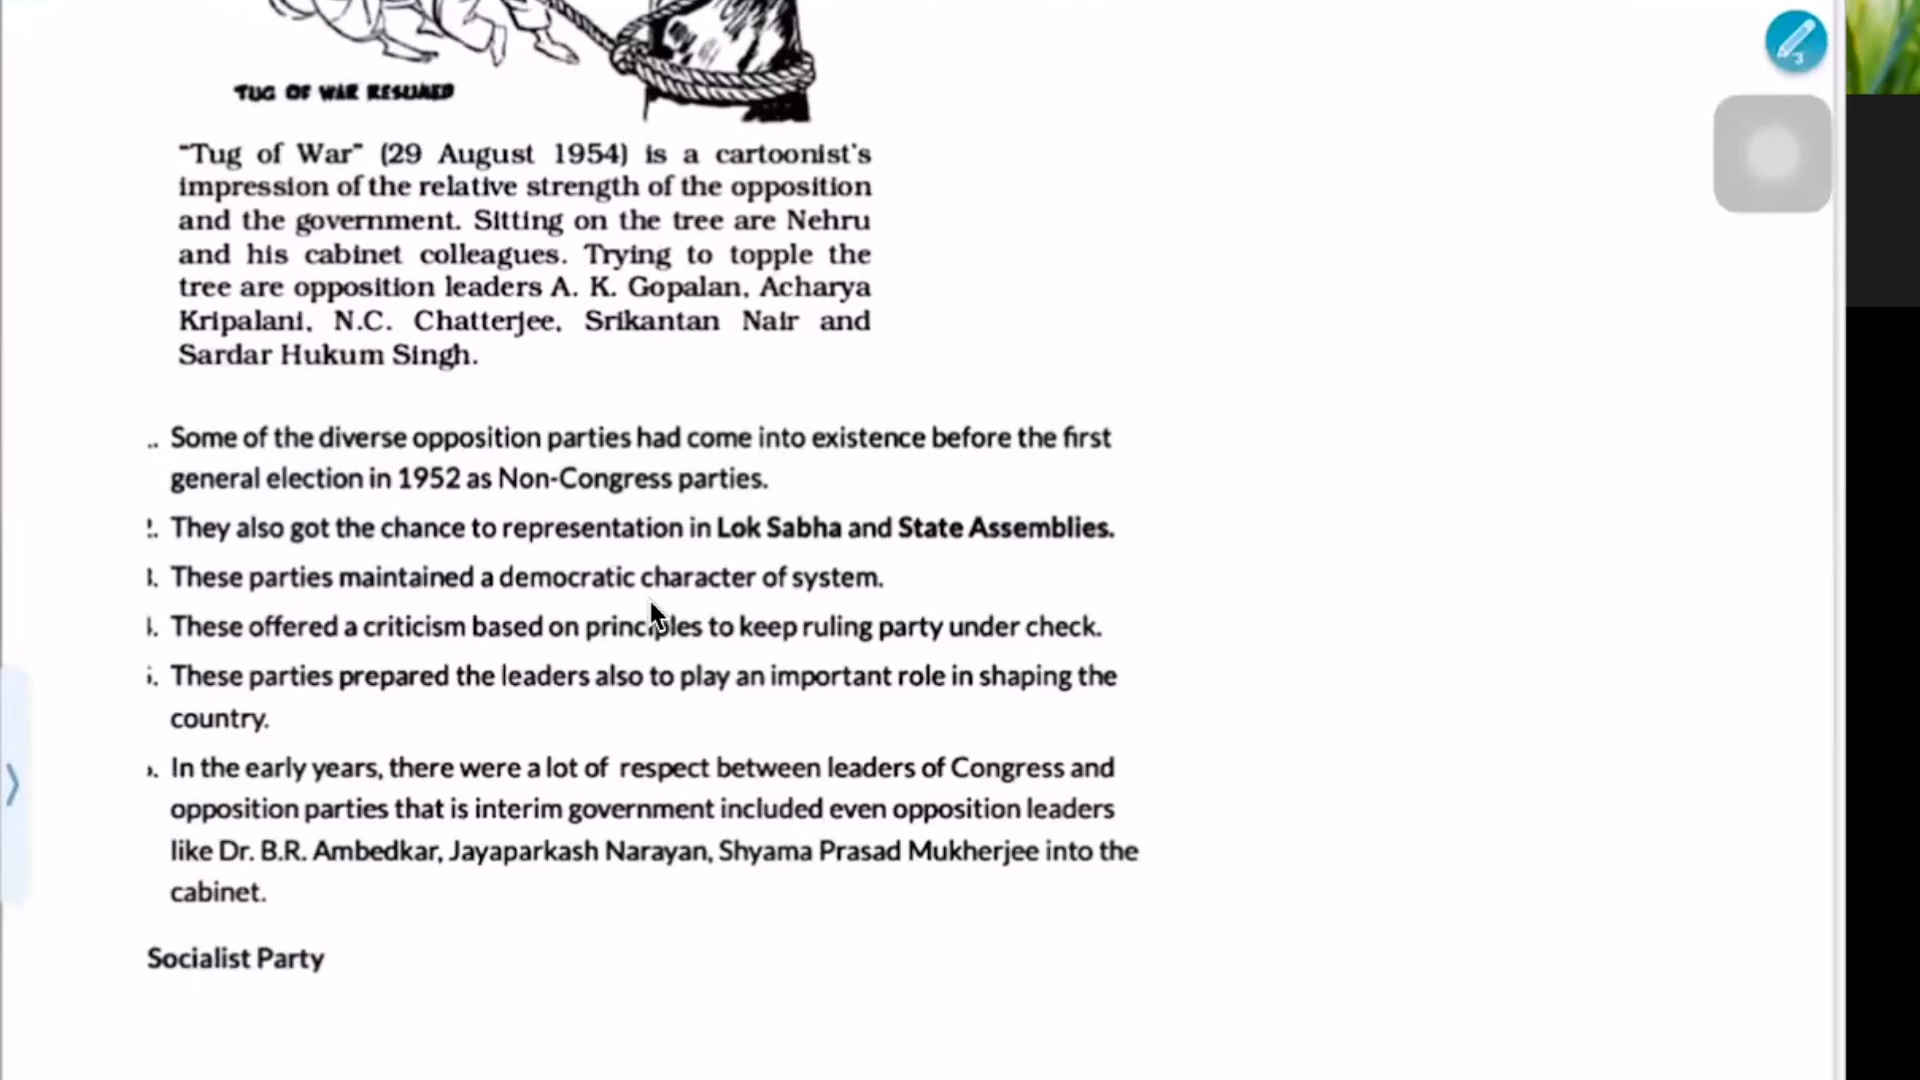 TUG OF WAR RESUMED
"Tug of War" (29 August 1954) is a cartoonist's
impression of the relative strength of the opposition
and the government. Sitting on the tree are Nehru
and his cabinet colleagues. Trying to topple the
tree are opposition leaders A. K. Gopalan, Acharya
Kripalani, N.C. Chatterjee, Srikantan Nair and
Sardar Hukum Singh.
Some of the diverse opposition parties had come into existence before the first
general election in 1952 as Non-Congress parties.
They also got the chance to representation in Lok Sabha and State Assemblies.
These parties maintained a democratic character of system.
These offered a criticism based on principles to keep ruling party under check.
These parties prepared the leaders also to play an important role in shaping the
country.
In the early years, there were a lot of respect between leaders of Congress and
opposition parties that is interim government included even opposition leaders
like Dr. B.R. Ambedkar, Jayaparkash Narayan, Shyama Prasad Mukherjee into the
cabinet.
Socialist Party